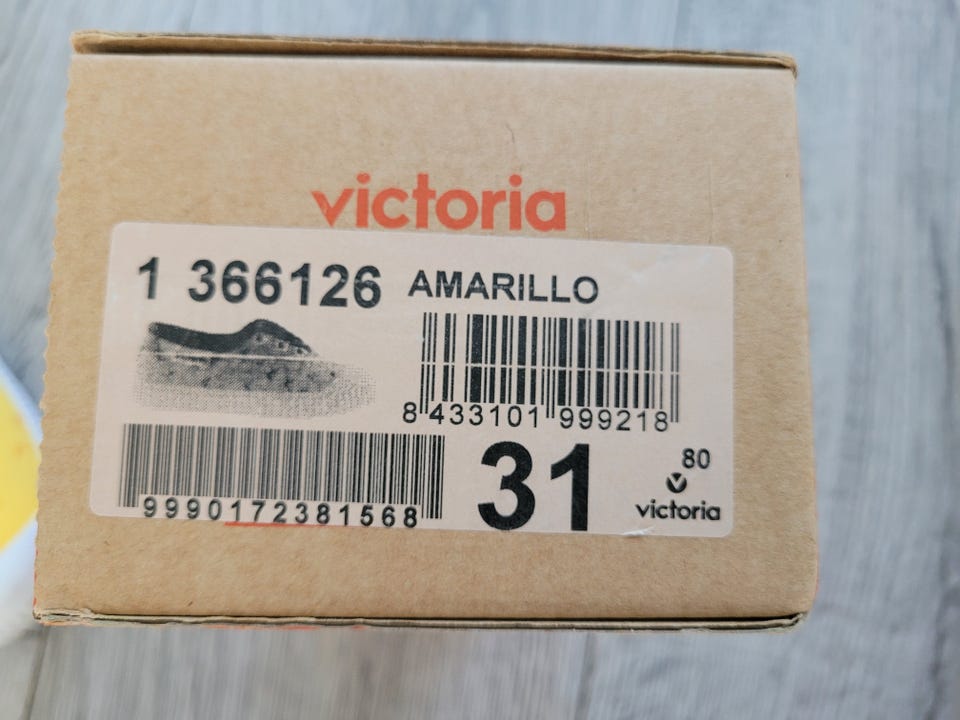 victoria
1 366126 AMARILLO
8 433101 999218
9990172381568
31
80
victoria